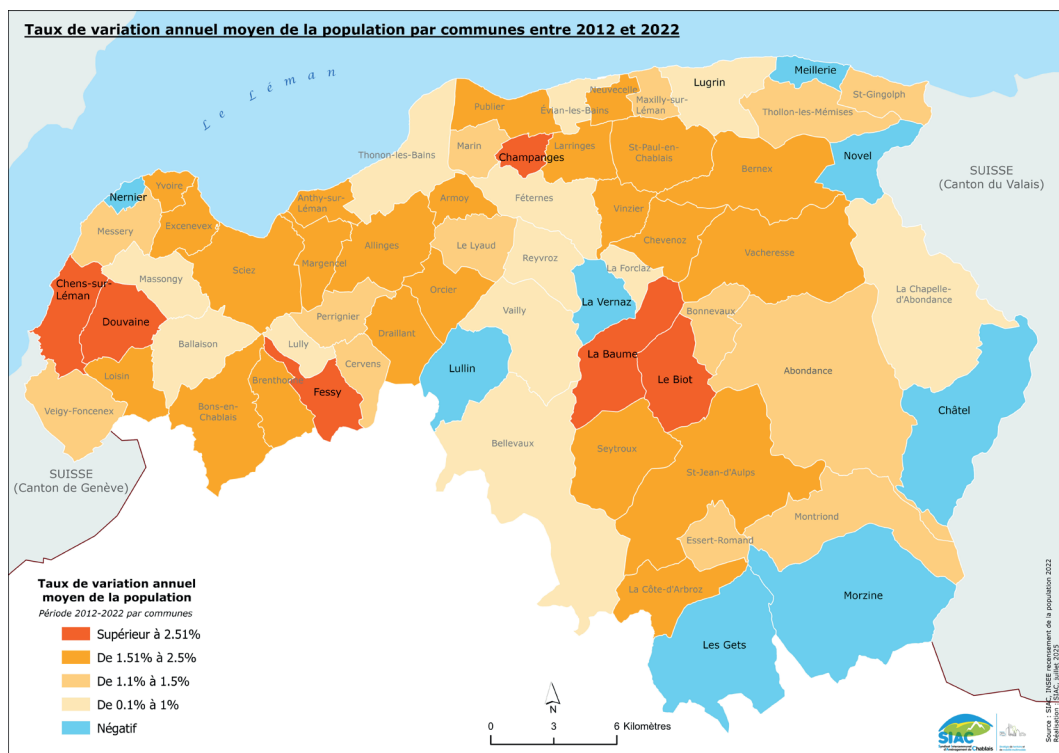 Taux de variation annuel moyen de la population par communes entre 2012 et 2022
Le Léman
Meillerie
Lugrin
St-Gingolph
Neuvecelle
Publier
Évian-les-Bains
Maxilly-sur-
Léman
Thollon-les-Mémises
Marin
Larringes
St-Paul-en-
Chablais
Champanges
Thonon-les-Bains
Novel
SUISSE
(Canton du Valais)
Bernex
Yvoire
Nernier
Anthy-sur-
Léman
Armoy
Féternes
Vinzier
Messery
Excenevex
Allinges
Le Lyaud
Chevenoz
Sciez
Margencel
Reyvroz
Vacheresse
La Forclaz
Massongy
Chens-sur-
Léman
Orcier
La Chapelle-
d'Abondance
La Vernaz
Vailly
Bonnevaux
Perrignier
Douvaine
Draillant
Ballaison
Lully
La Baume
Cervens
Lullin
Abondance
Le Biot
Loisin
Brenthonne
Fessy
Châtel
Veigy-Foncenex
Bons-en-
Chablais
Bellevaux
Seytroux
St-Jean-d'Aulps
SUISSE
(Canton de Genève)
Montriond
Essert-Romand
La Côte-d'Arbroz
Morzine
Les Gets
Taux de variation annuel
moyen de la population
Période 2012-2022 par communes
Supérieur à 2.51%
De 1.51% à 2.5%
De 1.1% à 1.5%
De 0.1% à 1%
Négatif
N
0 3 6 Kilomètres
Source : SIAC, INSEE recensement de la population 2022
Réalisation : SIAC, juillet 2025
SIAC